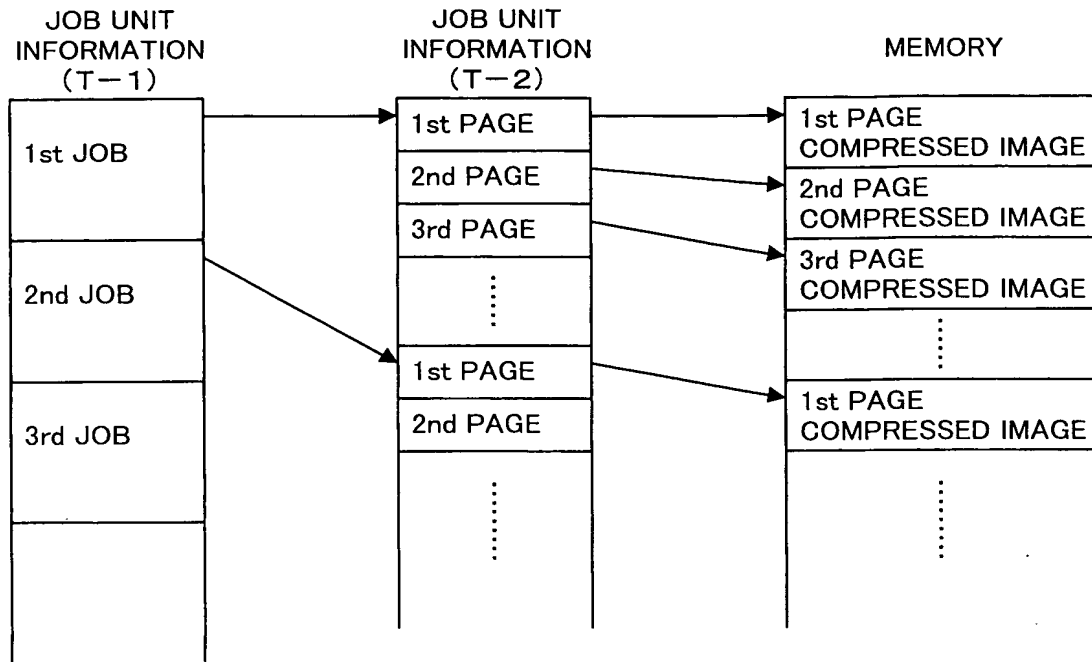 JOB UNIT
INFORMATION
(T-1)
1st JOB
2nd JOB
3rd JOB
JOB UNIT
INFORMATION
(T-2)
1st PAGE
2nd PAGE
3rd PAGE
1st PAGE
2nd PAGE
MEMORY
1st PAGE
COMPRESSED IMAGE
2nd PAGE
COMPRESSED IMAGE
3rd PAGE
COMPRESSED IMAGE
1st PAGE
COMPRESSED IMAGE